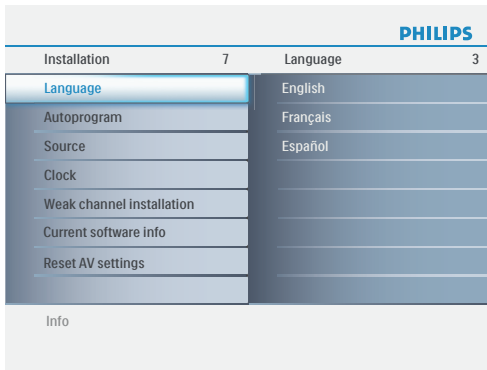 PHILIPS
Installation 7 Language 3
Language English
Autoprogram Français
Source Español
Clock
Weak channel installation
Current software info
Reset AV settings
Info